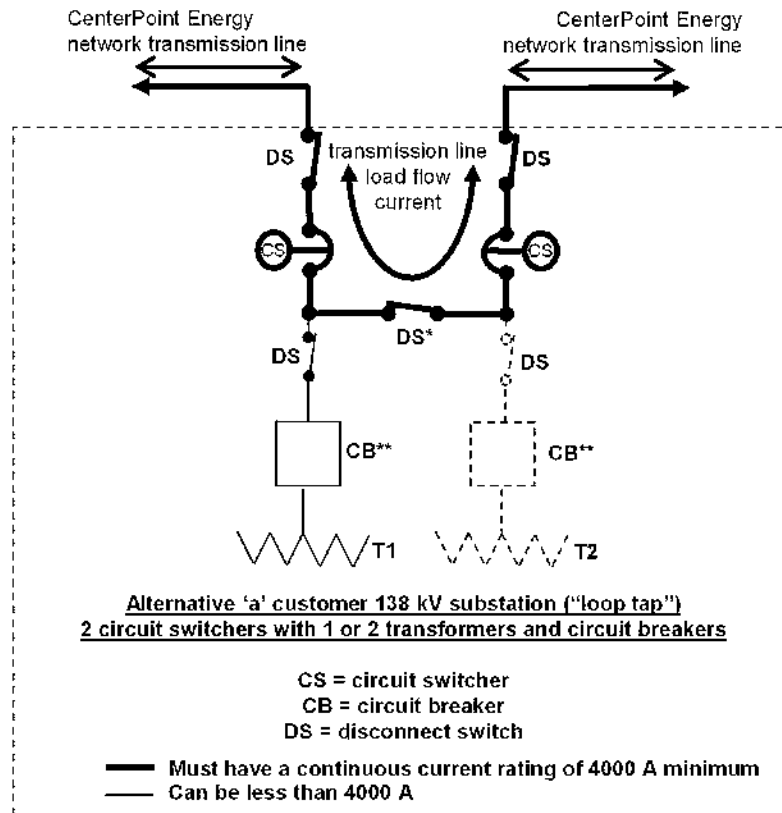 CenterPoint Energy
network transmission line
CenterPoint Energy
network transmission line
DS
transmission line
load flow
current
DS
CS
CS
DS*
DS
DS
CB**
CB**
T1
T2
Alternative 'a' customer 138 kV substation ("loop tap")
2 circuit switchers with 1 or 2 transformers and circuit breakers
CS = circuit switcher
CB = circuit breaker
DS = disconnect switch
Must have a continuous current rating of 4000 A minimum
Can be less than 4000 A